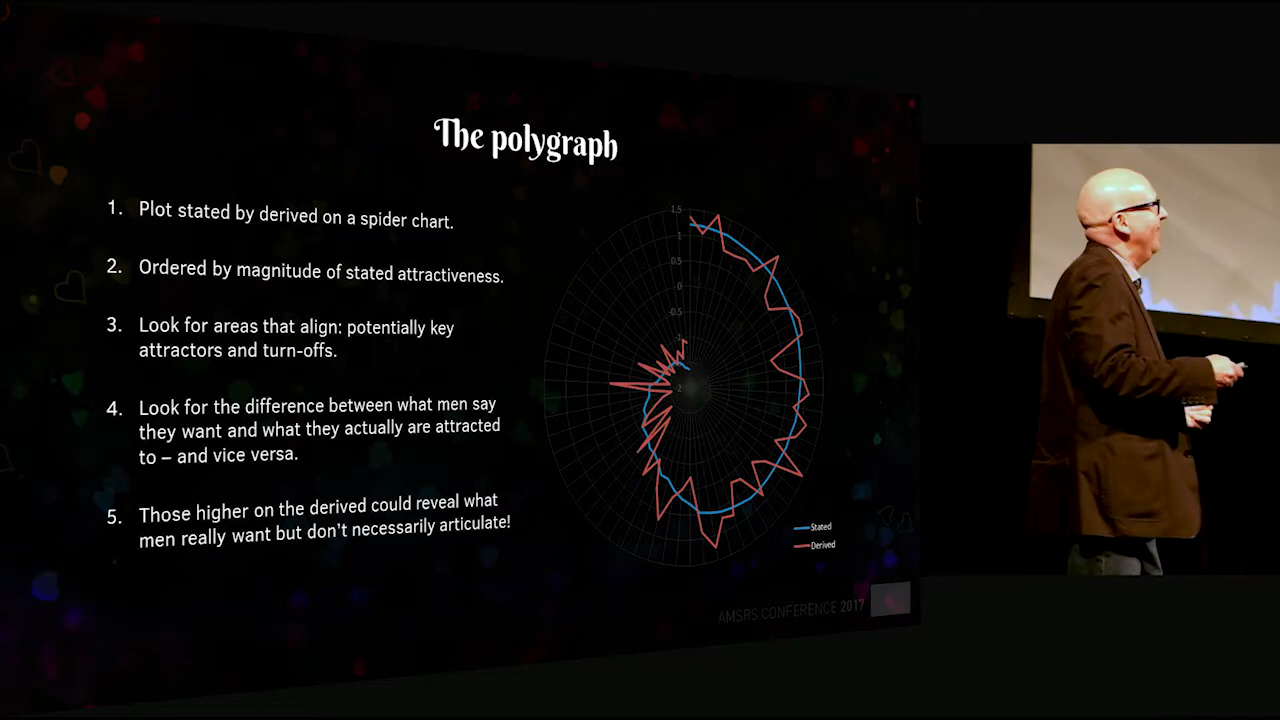 The polygraph
1. Plot stated by derived on a spider chart.
2. Ordered by magnitude of stated attractiveness.
3. Look for areas that align: potentially key
attractors and turn-offs.
4. Look for the difference between what men say
they want and what they actually are attracted
to – and vice versa.
5. Those higher on the derived could reveal what
men really want but don't necessarily articulate!
1.5
1
0.5
0
-0.5
-2
Stated
Derived
AMSRS CONFERENCE 2017